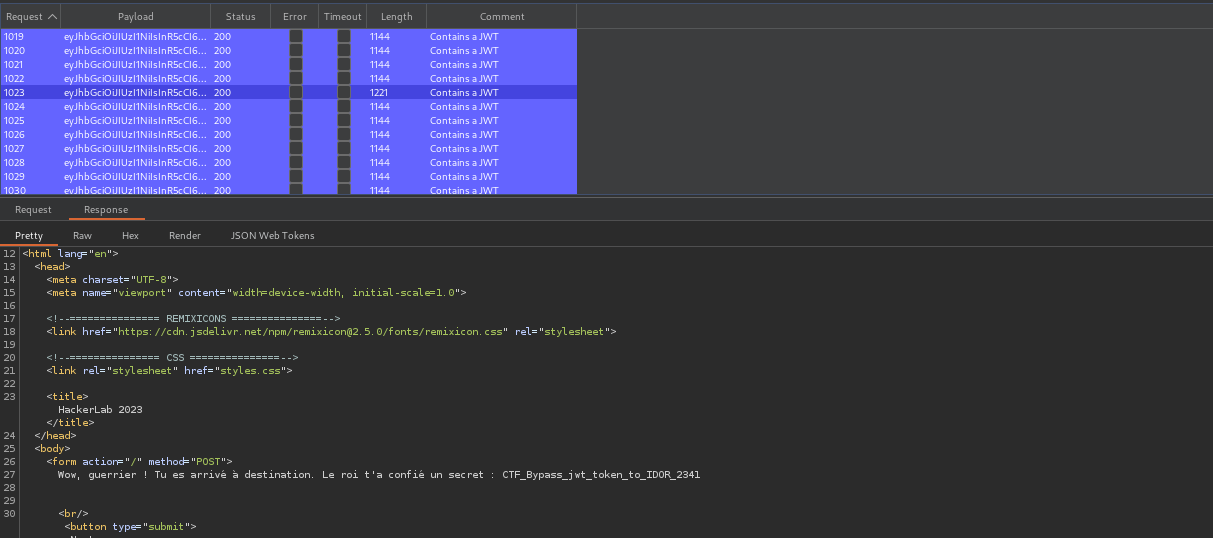 Request Payload Status Error Timeout Length Comment
1019 eyJhbGciOiJIUzI1NiIsInR5cCI6... 200 1144 Contains a JWT
1020 eyJhbGciOiJIUzI1NiIsInR5cCI6... 200 1144 Contains a JWT
1021 eyJhbGciOiJIUzI1NiIsInR5cCI6... 200 1144 Contains a JWT
1022 eyJhbGciOiJIUzI1NiIsInR5cCI6... 200 1144 Contains a JWT
1023 eyJhbGciOiJIUzI1NiIsInR5cCI6... 200 1221 Contains a JWT
1024 eyJhbGciOiJIUzI1NiIsInR5cCI6... 200 1144 Contains a JWT
1025 eyJhbGciOiJIUzI1NiIsInR5cCI6... 200 1144 Contains a JWT
1026 eyJhbGciOiJIUzI1NiIsInR5cCI6... 200 1144 Contains a JWT
1027 eyJhbGciOiJIUzI1NiIsInR5cCI6... 200 1144 Contains a JWT
1028 eyJhbGciOiJIUzI1NiIsInR5cCI6... 200 1144 Contains a JWT
1029 eyJhbGciOiJIUzI1NiIsInR5cCI6... 200 1144 Contains a JWT
1030 eyJhbGciOiJIUzI1NiIsInR5cCI6... 200 1144 Contains a JWT
Request Response
Pretty Raw Hex Render JSON Web Tokens
12 <html lang="en">
13 <head>
14 <meta charset="UTF-8">
15 <meta name="viewport" content="width=device-width, initial-scale=1.0">
16
17 <!--=============== REMIXICONS ===============-->
18 <link href="https://cdn.jsdelivr.net/npm/remixicon@2.5.0/fonts/remixicon.css" rel="stylesheet">
19
20 <!--=============== CSS ===============-->
21 <link rel="stylesheet" href="styles.css">
22
23 <title>
HackerLab 2023
</title>
24 </head>
25 <body>
26 <form action="/" method="POST">
27 Wow, guerrier ! Tu es arrivé à destination. Le roi t'a confié un secret : CTF_Bypass_jwt_token_to_IDOR_2341
28
29
30 <br/>
<button type="submit">